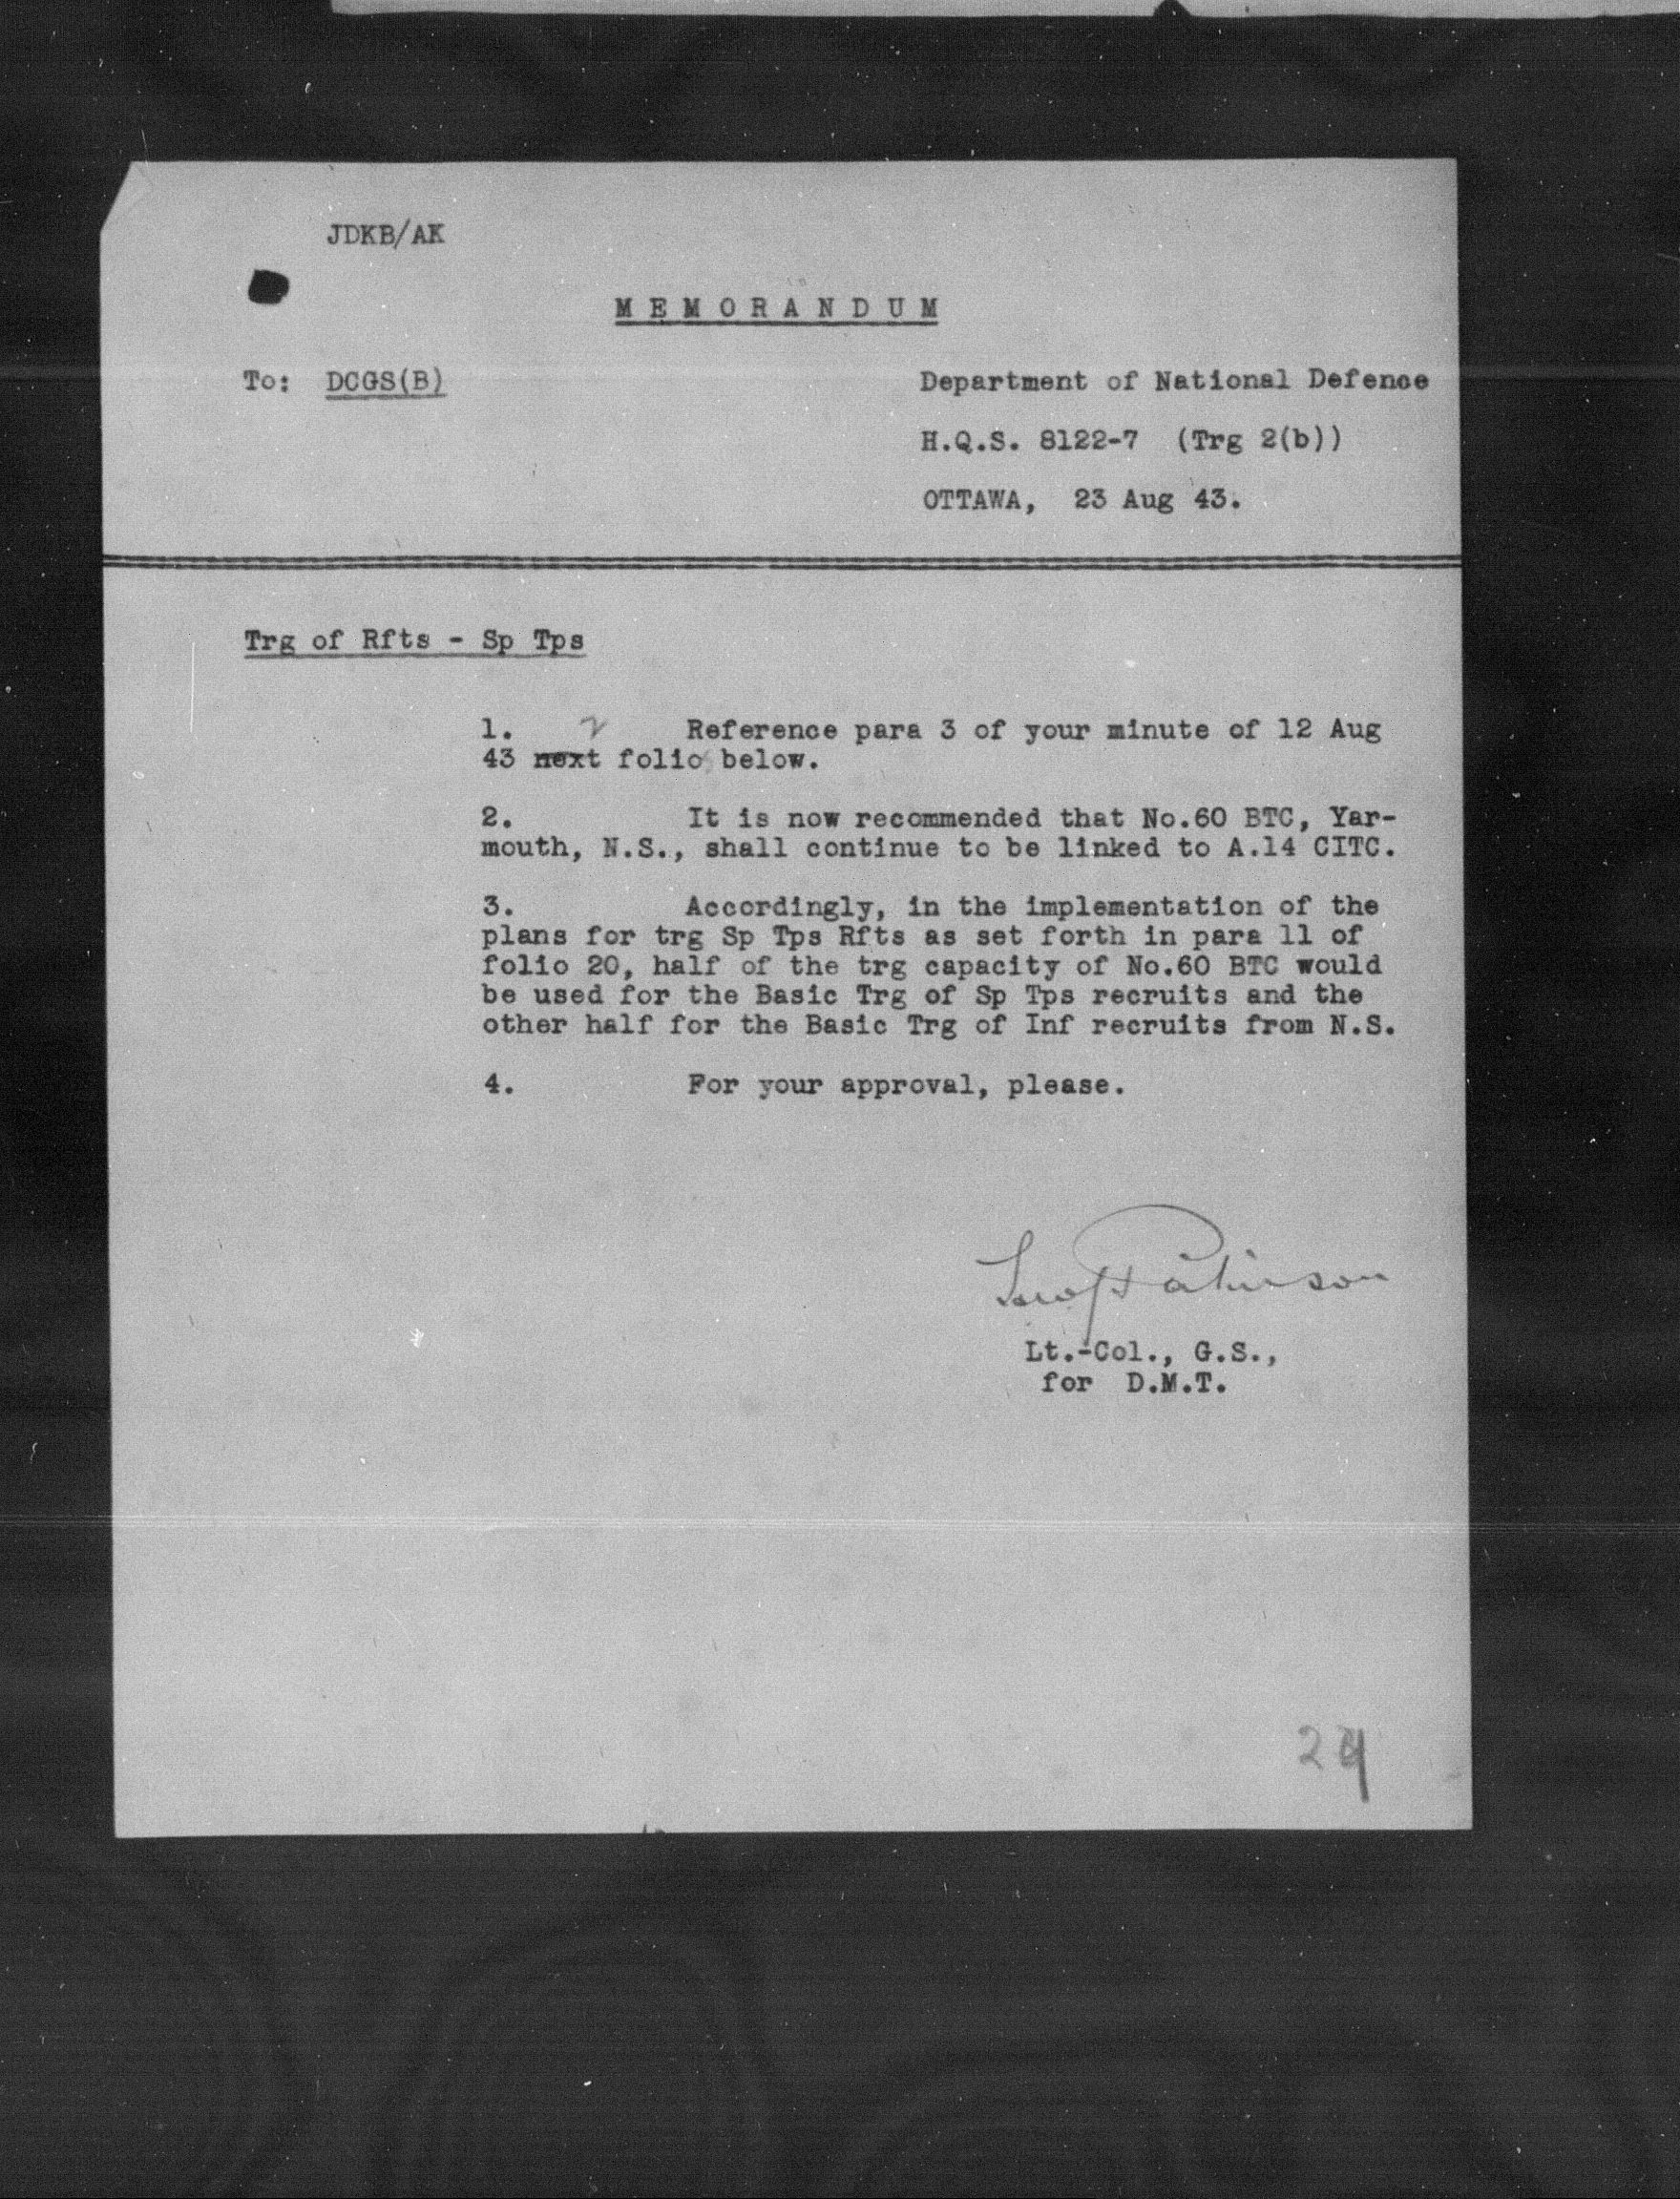 JDKB/AK
MEMORANDUM
To: DCGS(B)
Department of National Defence
H.Q.S. 8122-7 (Trg 2(b))
OTTAWA, 23 Aug 43.
Trg of Rfts - Sp Tps
1. Reference para 3 of your minute of 12 Aug
2
43 next folio below.
2. It is now recommended that No.60 BTC, Yar-
mouth, N.S., shall continue to be linked to A.14 CITC.
3. Accordingly, in the implementation of the
plans for trg Sp Tps Rfts as set forth in para 11 of
folio 20, half of the trg capacity of No.60 BTC would
be used for the Basic Trg of Sp Tps recruits and the
other half for the Basic Trg of Inf recruits from N.S.
4. For your approval, please.
Lt.-Col., G.S.,
for D.M.T.
24